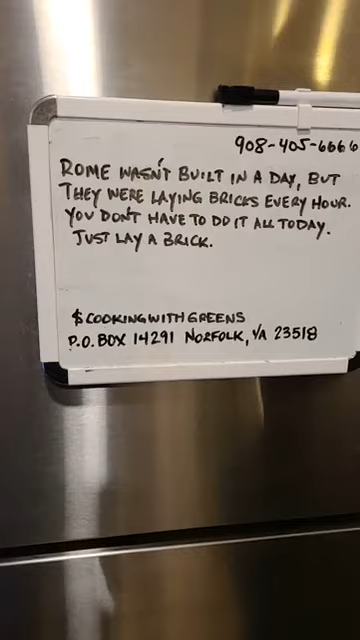 908-405-6666
ROME WASN'T BUILT IN A DAY, BUT
THEY WERE LAYING BRICKS EVERY HOUR.
YOU DON'T HAVE TO DO IT ALL TODAY.
JUST LAY A BRICK.
$COOKINGWITHGREENS
P.O. BOX 14291 NORFOLK, VA 23518